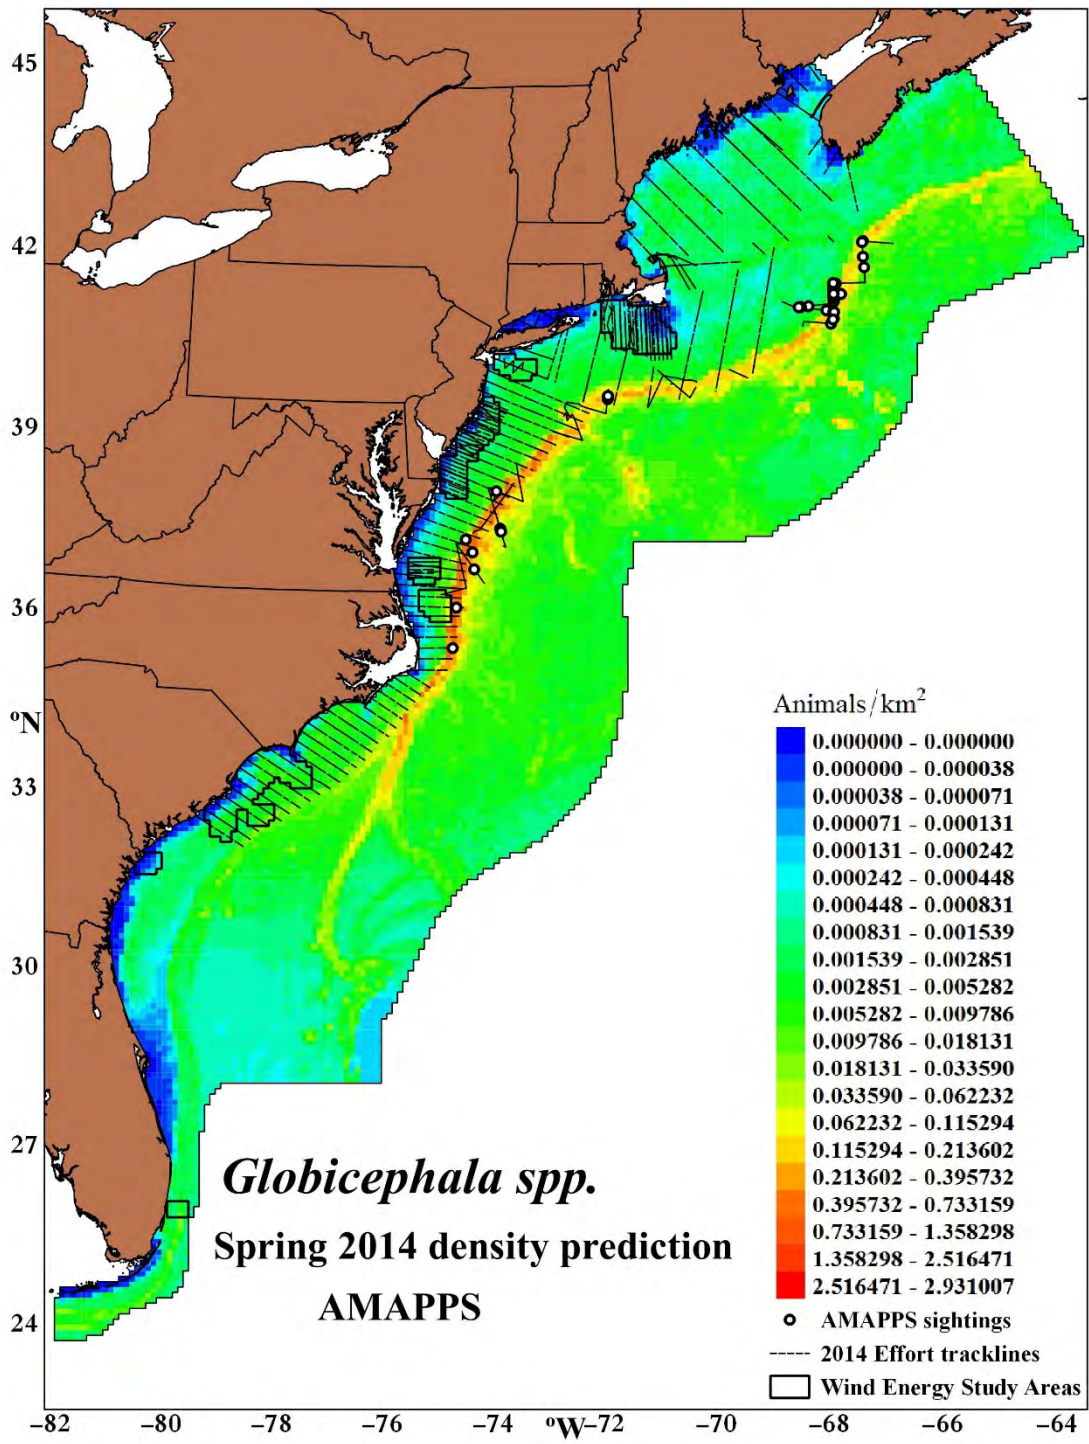 45
42
39
36
ºN
33
30
27
24
Animals/km²
0.000000 - 0.000000
0.000000 - 0.000038
0.000038 - 0.000071
0.000071 - 0.000131
0.000131 - 0.000242
0.000242 - 0.000448
0.000448 - 0.000831
0.000831 - 0.001539
0.001539 - 0.002851
0.002851 - 0.005282
0.005282 - 0.009786
0.009786 - 0.018131
0.018131 - 0.033590
0.033590 - 0.062232
0.062232 - 0.115294
0.115294 - 0.213602
0.213602 - 0.395732
0.395732 - 0.733159
0.733159 - 1.358298
1.358298 - 2.516471
2.516471 - 2.931007
AMAPPS sightings
2014 Effort tracklines
Wind Energy Study Areas
Globicephala spp.
Spring 2014 density prediction
AMAPPS
−82 −80 −78 −76 −74 ºW −72 −70 −68 −66 −64